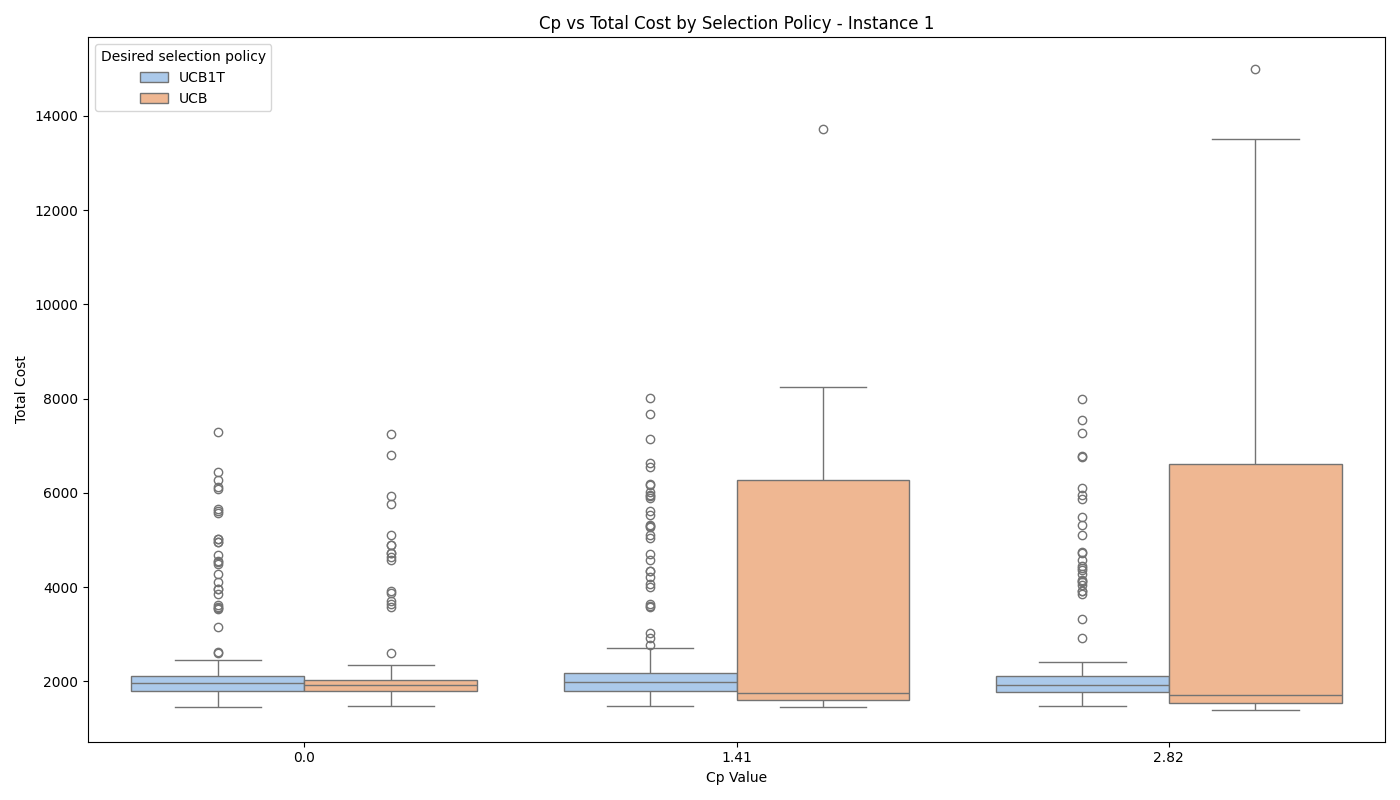 Cp vs Total Cost by Selection Policy - Instance 1
Desired selection policy
UCB1T
UCB
14000
12000
10000
8000
6000
4000
2000
Total Cost
0.0
1.41
2.82
Cp Value